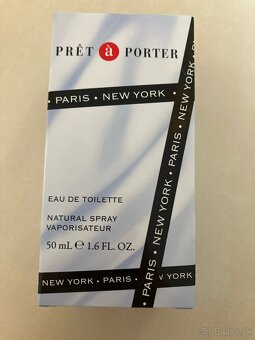 PRÊT à PORTER
• PARIS • NEW YORK •
PARIS • NEW YORK • PARIS
EAU DE TOILETTE
NATURAL SPRAY
VAPORISATEUR
50 mL ℮ 1.6 FL. OZ.
NEW YORK • PARIS • NEW YORK